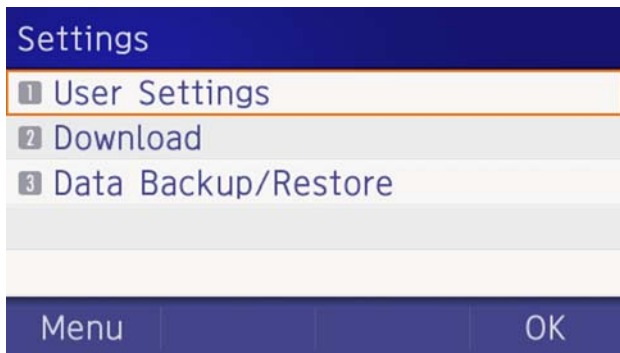 Settings
1 User Settings
2 Download
3 Data Backup/Restore
Menu OK